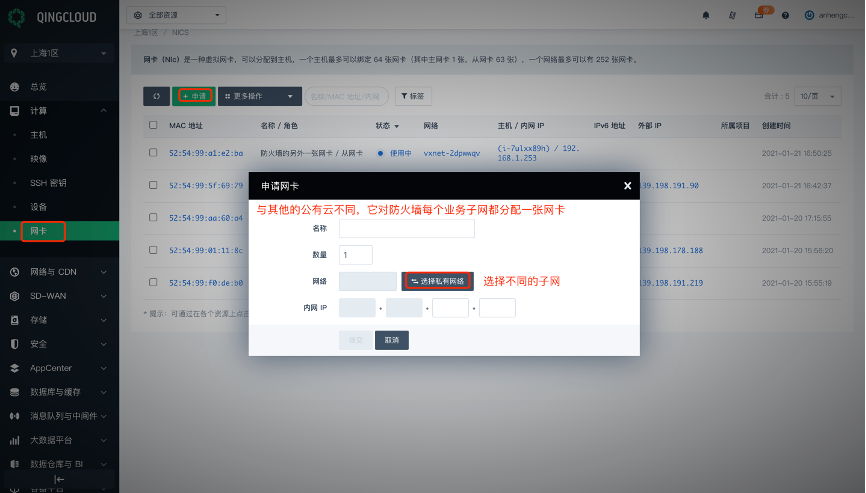 QINGCLOUD
全部资源
anhengc...
上海1区
上海1区 / NICS
总览
计算
主机
映像
SSH 密钥
设备
网卡
网络与 CDN
SD-WAN
存储
安全
AppCenter
数据库与缓存
消息队列与中间件
大数据平台
数据仓库与 BI
网卡（Nic）是一种虚拟网卡，可以分配到主机，一个主机最多可以绑定 64 张网卡（其中主网卡 1 张，从网卡 63 张），一个网络最多可以有 252 张网卡。
+ 申请
更多操作
名称/MAC 地址/内网
标签
合计：5
10/页
MAC 地址 名称 / 角色 状态 网络 主机 / 内网 IP IPv6 地址 外部 IP 所属项目 创建时间
52:54:99:a1:e2:ba 防火墙的另外一张网卡 / 从网卡 使用中 vxnet-2dpwwqv (i-7ulxx89h) / 192.168.1.253 2021-01-21 16:50:25
52:54:99:5f:69:79 139.198.191.90 2021-01-20 16:42:37
52:54:99:aa:60:a4 2021-01-20 17:15:55
52:54:99:01:11:8c 139.198.178.188 2021-01-20 15:56:20
52:54:99:f0:de:b0 139.198.191.219 2021-01-20 15:55:19
* 提示：可通过在各个资源上点击
申请网卡
X
与其他的公有云不同，它对防火墙每个业务子网都分配一张网卡
名称
数量
1
网络
选择私有网络
选择不同的子网
内网 IP
提交
取消